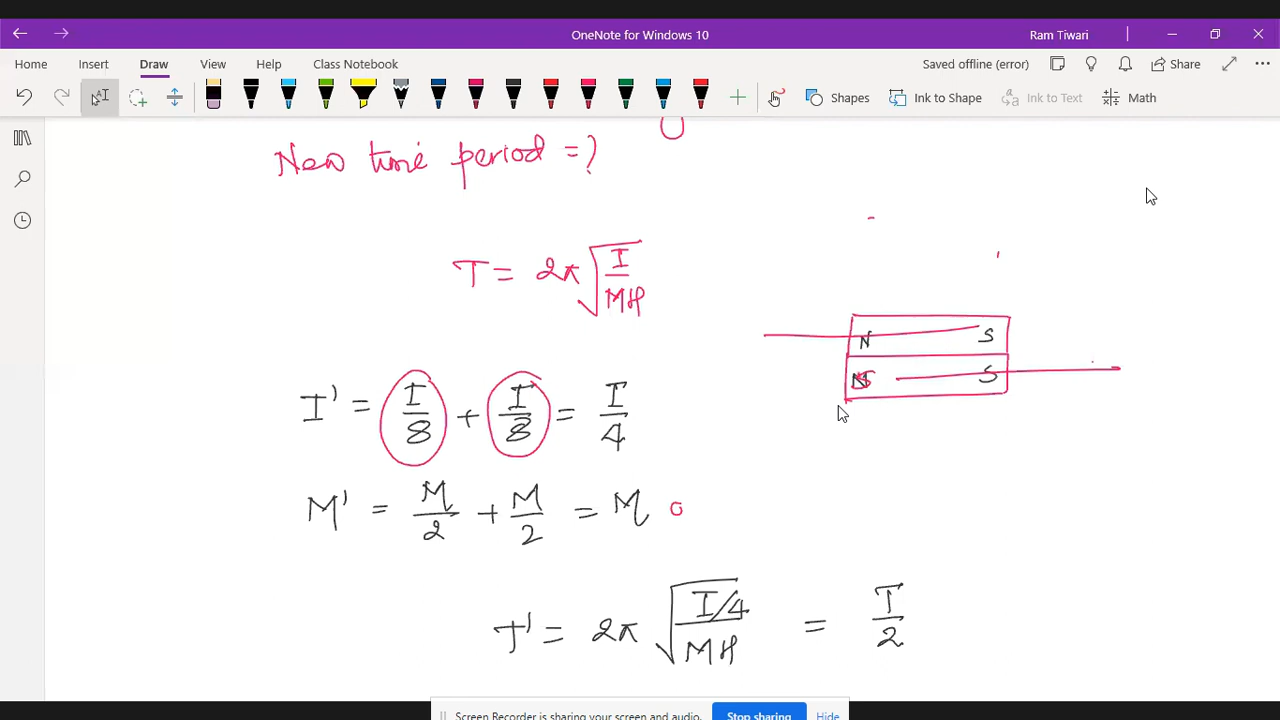 OneNote for Windows 10
Ram Tiwari
Home Insert Draw View Help Class Notebook
Saved offline (error)
Share
Shapes Ink to Shape Ink to Text Math
New time period = ?
T = 2π √(I/MH)
N S
S
I' = I/8 + I/8 = I/4
M' = M/2 + M/2 = M
T' = 2π √((I/4)/MH) = T/2
Screen Recorder is sharing your screen and audio. Stop sharing Hide